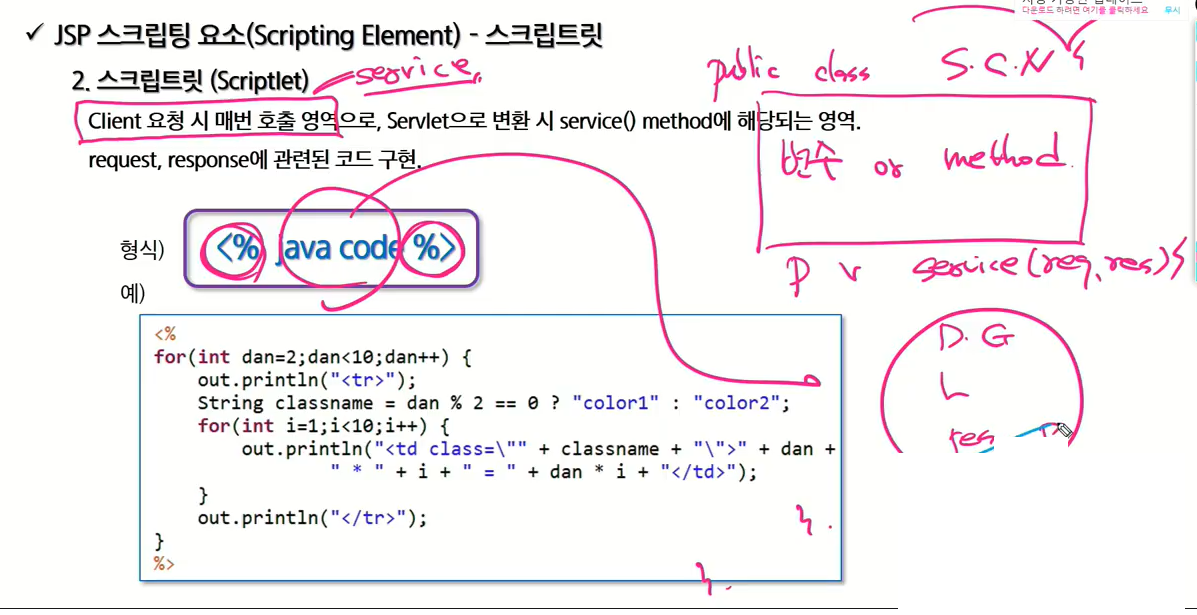 다운로드 하려면 여기를 클릭하세요 무시
✓ JSP 스크립팅 요소(Scripting Element) - 스크립트릿
2. 스크립트릿 (Scriptlet)
service
public class S.C.N {
Client 요청 시 매번 호출 영역으로, Servlet으로 변환 시 service() method에 해당되는 영역.
request, response에 관련된 코드 구현.
변수 or method
형식) <% java code %>
P v service(req, res) {
예)
D.G
L
res
<%
for(int dan=2;dan<10;dan++) {
out.println("<tr>");
String classname = dan % 2 == 0 ? "color1" : "color2";
for(int i=1;i<10;i++) {
out.println("<td class=\"" + classname + "\">" + dan +
" * " + i + " = " + dan * i + "</td>");
}
out.println("</tr>");
}
%>